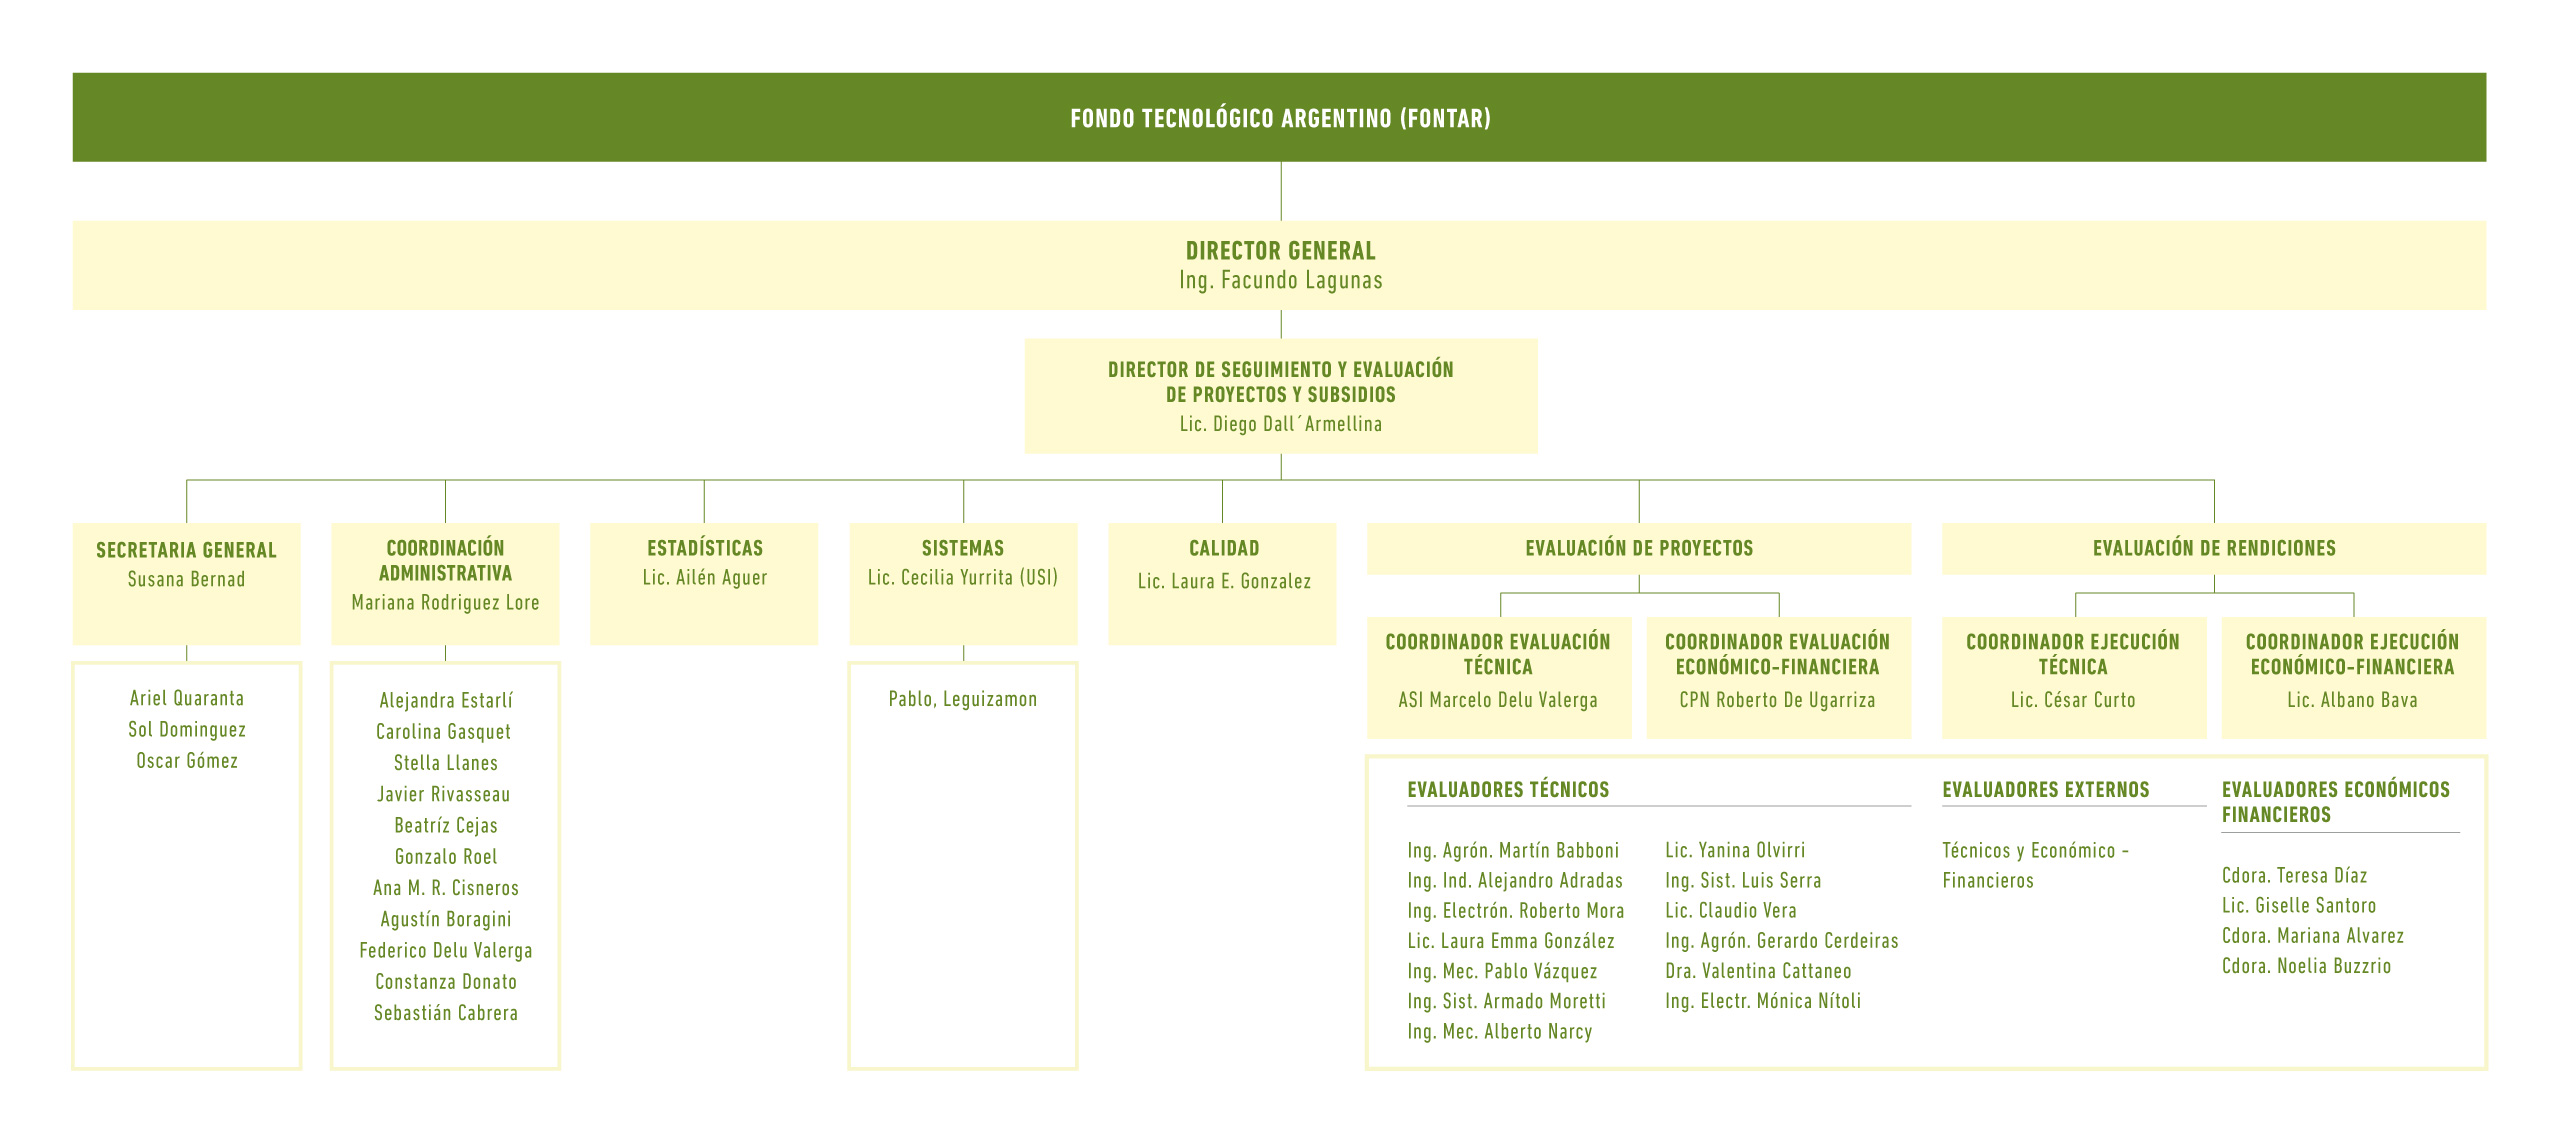 FONDO TECNOLÓGICO ARGENTINO (FONTAR)
DIRECTOR GENERAL
Ing. Facundo Lagunas
DIRECTOR DE SEGUIMIENTO Y EVALUACIÓN
DE PROYECTOS Y SUBSIDIOS
Lic. Diego Dall´Armellina
SECRETARIA GENERAL
Susana Bernad
Ariel Quaranta
Sol Dominguez
Oscar Gómez
COORDINACIÓN
ADMINISTRATIVA
Mariana Rodriguez Lore
Alejandra Estarlí
Carolina Gasquet
Stella Llanes
Javier Rivasseau
Beatríz Cejas
Gonzalo Roel
Ana M. R. Cisneros
Agustín Boragini
Federico Delu Valerga
Constanza Donato
Sebastián Cabrera
ESTADÍSTICAS
Lic. Ailén Aguer
SISTEMAS
Lic. Cecilia Yurrita (USI)
Pablo, Leguizamon
CALIDAD
Lic. Laura E. Gonzalez
EVALUACIÓN DE PROYECTOS
COORDINADOR EVALUACIÓN
TÉCNICA
ASI Marcelo Delu Valerga
COORDINADOR EVALUACIÓN
ECONÓMICO-FINANCIERA
CPN Roberto De Ugarriza
EVALUACIÓN DE RENDICIONES
COORDINADOR EJECUCIÓN
TÉCNICA
Lic. César Curto
COORDINADOR EJECUCIÓN
ECONÓMICO-FINANCIERA
Lic. Albano Bava
EVALUADORES TÉCNICOS
Ing. Agrón. Martín Babboni
Ing. Ind. Alejandro Adradas
Ing. Electrón. Roberto Mora
Lic. Laura Emma González
Ing. Mec. Pablo Vázquez
Ing. Sist. Armado Moretti
Ing. Mec. Alberto Narcy
Lic. Yanina Olvirri
Ing. Sist. Luis Serra
Lic. Claudio Vera
Ing. Agrón. Gerardo Cerdeiras
Dra. Valentina Cattaneo
Ing. Electr. Mónica Nítoli
EVALUADORES EXTERNOS
Técnicos y Económico -
Financieros
EVALUADORES ECONÓMICOS
FINANCIEROS
Cdora. Teresa Díaz
Lic. Giselle Santoro
Cdora. Mariana Alvarez
Cdora. Noelia Buzzrio